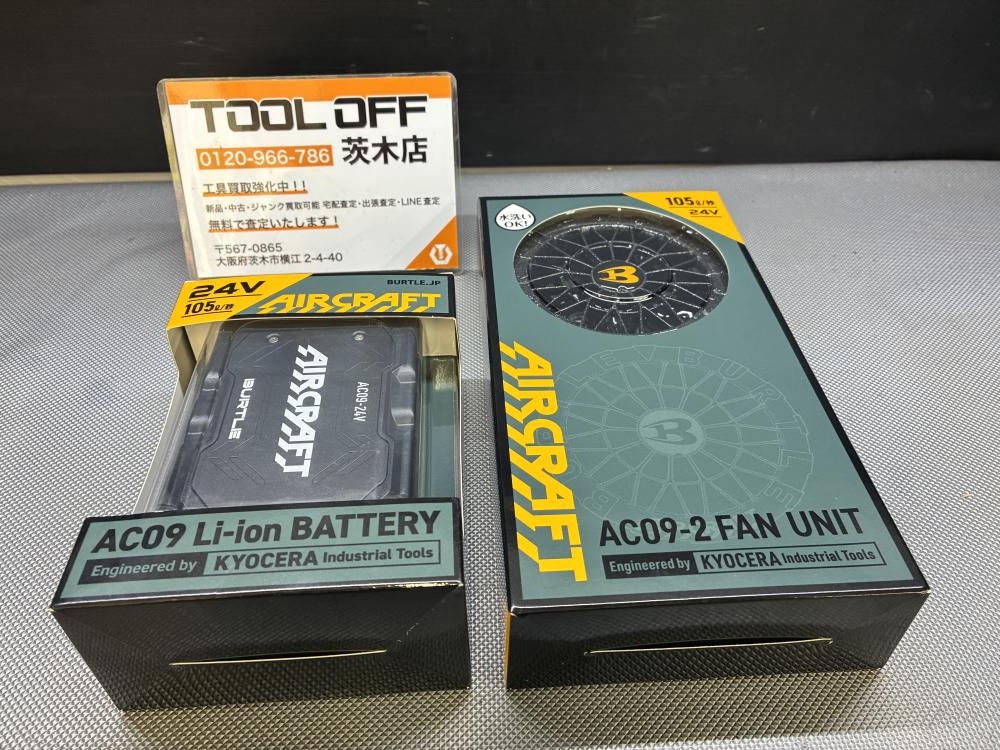 TOOL OFF
0120-966-786 茨木店
工具買取強化中!!
新品・中古・ジャンク買取可能 宅配査定・出張査定・LINE査定
無料で査定いたします!
〒567-0865
大阪府茨木市横江2-4-40
24V
105ℓ/秒
BURTLE.JP
AIRCRAFT
AIRCRAFT
AC09-24V
BURTLE
AC09 Li-ion BATTERY
Engineered by KYOCERA Industrial Tools
水洗い
OK!
105ℓ/秒
24V
B
AIRCRAFT
B
AC09-2 FAN UNIT
Engineered by KYOCERA Industrial Tools